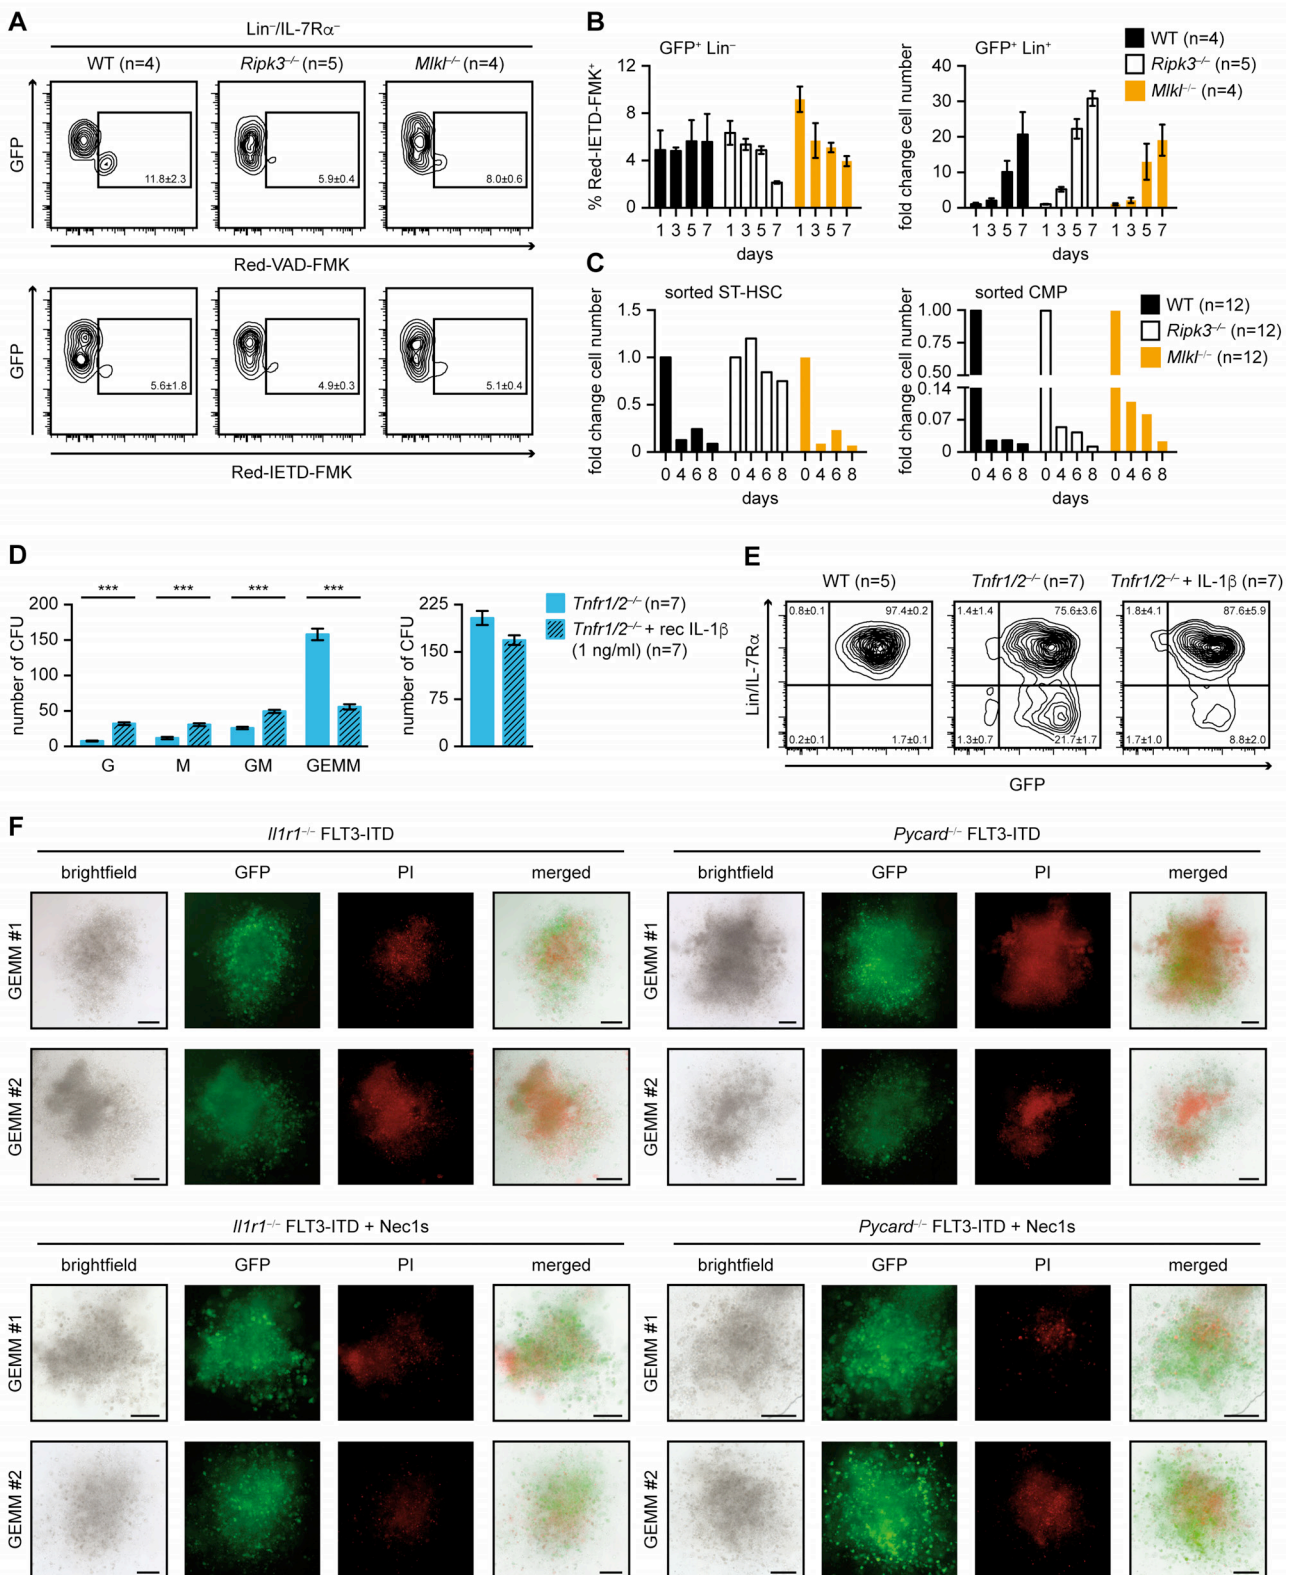 A
Lin–/IL-7Rα–
WT (n=4)
Ripk3–/– (n=5)
Mlkl–/– (n=4)
GFP
11.8±2.3
5.9±0.4
8.0±0.6
Red-VAD-FMK
GFP
5.6±1.8
4.9±0.3
5.1±0.4
Red-IETD-FMK
B
GFP+ Lin–
% Red-IETD-FMK+
12
8
4
0
1 3 5 7 1 3 5 7 1 3 5 7
days
GFP+ Lin+
fold change cell number
40
30
20
10
0
1 3 5 7 1 3 5 7 1 3 5 7
days
WT (n=4)
Ripk3–/– (n=5)
Mlkl–/– (n=4)
C
sorted ST-HSC
fold change cell number
1.5
1.0
0.5
0
0 4 6 8 0 4 6 8 0 4 6 8
days
sorted CMP
fold change cell number
1.00
0.75
0.50
0.14
0.07
0
0 4 6 8 0 4 6 8 0 4 6 8
days
WT (n=12)
Ripk3–/– (n=12)
Mlkl–/– (n=12)
D
*** *** *** ***
number of CFU
200
150
100
50
0
G M GM GEMM
number of CFU
225
150
75
0
Tnfr1/2–/– (n=7)
Tnfr1/2–/– + rec IL-1β
(1 ng/ml) (n=7)
E
WT (n=5)
Tnfr1/2–/– (n=7)
Tnfr1/2–/– + IL-1β (n=7)
Lin/IL-7Rα
0.8±0.1 97.4±0.2
0.2±0.1 1.7±0.1
1.4±1.4 75.6±3.6
1.3±0.7 21.7±1.7
1.8±4.1 87.6±5.9
1.7±1.0 8.8±2.0
GFP
F
Il1r1–/– FLT3-ITD
brightfield GFP PI merged
GEMM #1
GEMM #2
Pycard–/– FLT3-ITD
brightfield GFP PI merged
GEMM #1
GEMM #2
Il1r1–/– FLT3-ITD + Nec1s
brightfield GFP PI merged
GEMM #1
GEMM #2
Pycard–/– FLT3-ITD + Nec1s
brightfield GFP PI merged
GEMM #1
GEMM #2